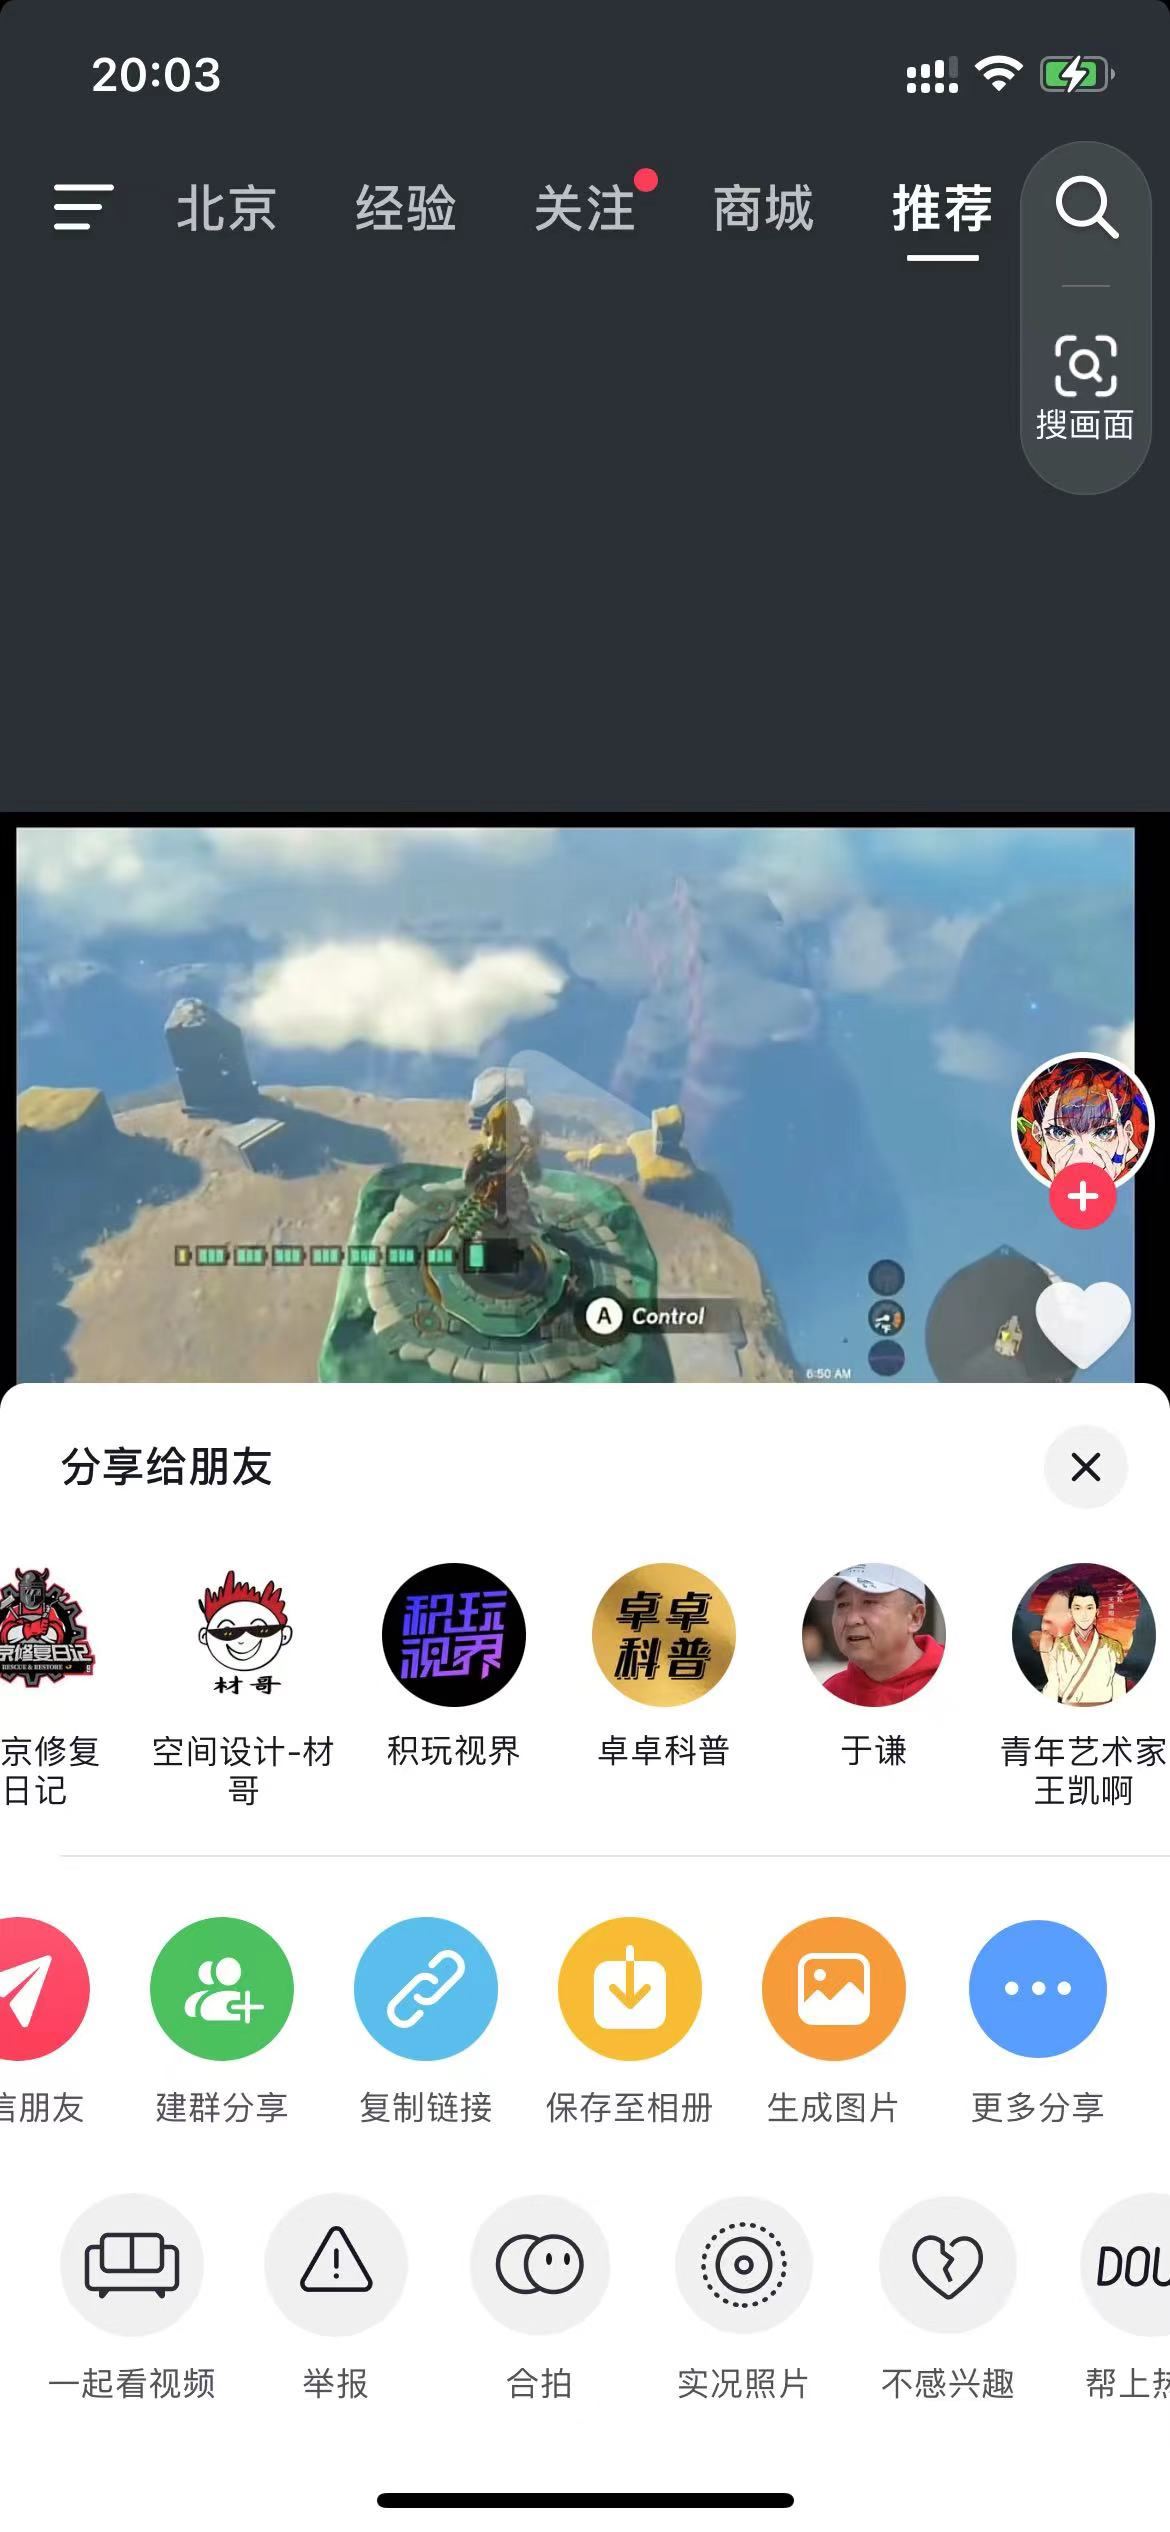 20:03
北京
经验
关注
商城
推荐
搜画面
A Control
6:50 AM
分享给朋友
京修复日记
RESCUE & RESTORE
材哥
积玩
视界
卓卓
科普
京修复
日记
空间设计-材
哥
积玩视界
卓卓科普
于谦
青年艺术家
王凯啊
信朋友
建群分享
复制链接
保存至相册
生成图片
更多分享
DOU
一起看视频
举报
合拍
实况照片
不感兴趣
帮上热